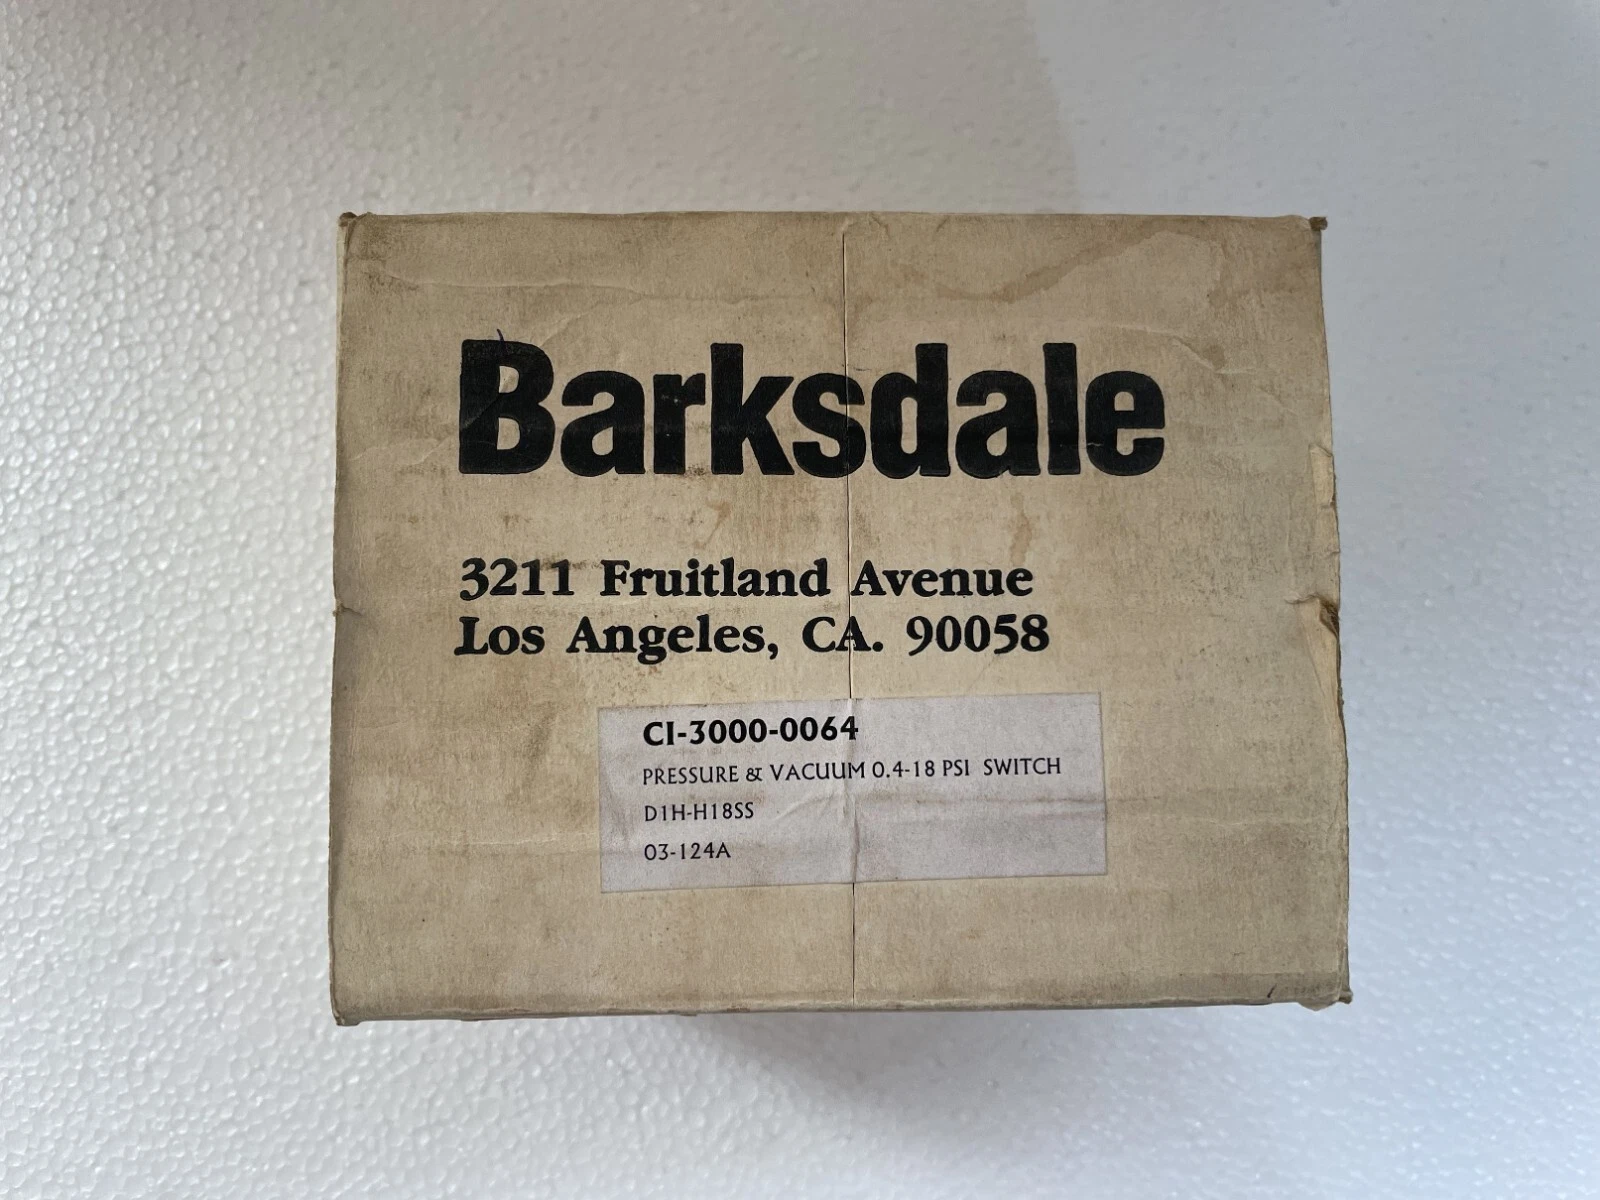 Barksdale
3211 Fruitland Avenue
Los Angeles, CA. 90058
CI-3000-0064
PRESSURE & VACUUM 0.4-18 PSI SWITCH
D1H-H18SS
03-124A